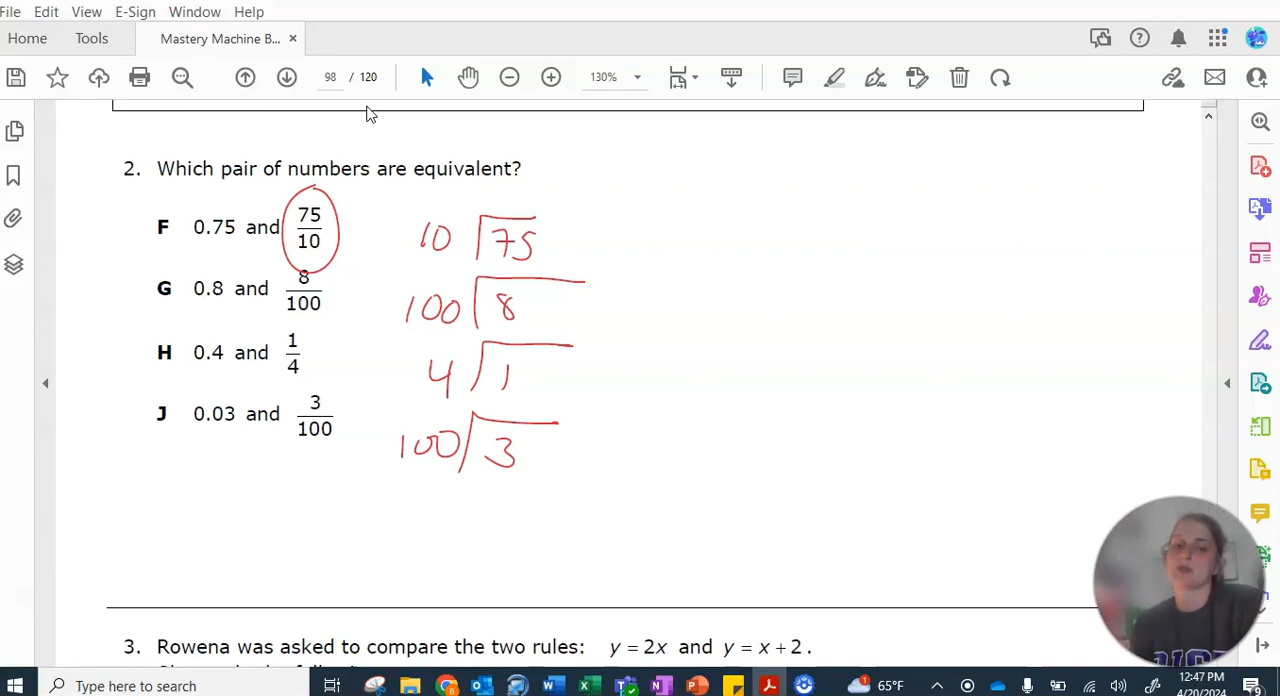 File Edit View E-Sign Window Help
Home Tools Mastery Machine B... ×
98 / 120 130%
2. Which pair of numbers are equivalent?
F 0.75 and 75/10
10 75
G 0.8 and 8/100
100 8
H 0.4 and 1/4
4 1
J 0.03 and 3/100
100 3
3. Rowena was asked to compare the two rules: y = 2x and y = x + 2.
Type here to search
65°F
12:47 PM
4/20/2024